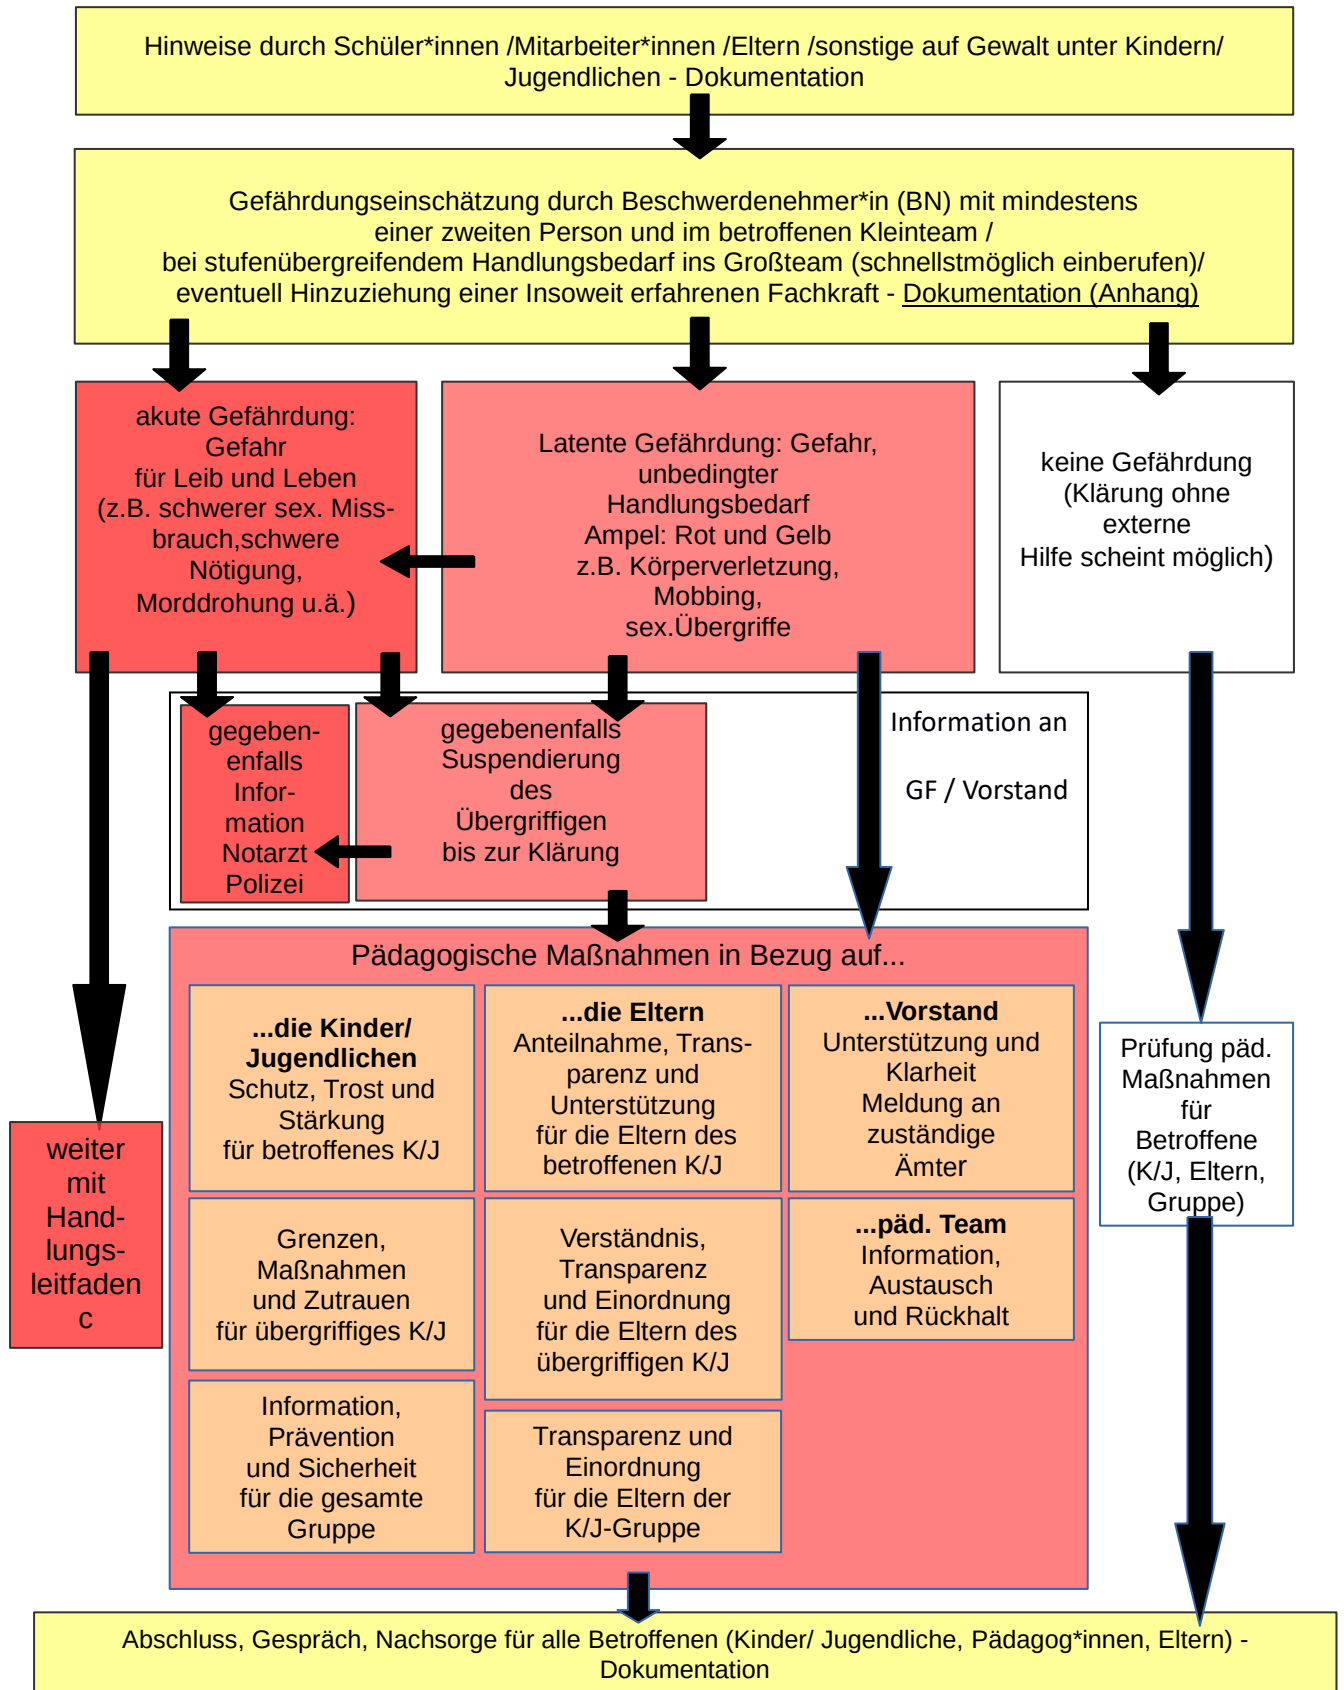 Hinweise durch Schüler*innen /Mitarbeiter*innen /Eltern /sonstige auf Gewalt unter Kindern/
Jugendlichen - Dokumentation
Gefährdungseinschätzung durch Beschwerdenehmer*in (BN) mit mindestens
einer zweiten Person und im betroffenen Kleinteam /
bei stufenübergreifendem Handlungsbedarf ins Großteam (schnellstmöglich einberufen)/
eventuell Hinzuziehung einer Insoweit erfahrenen Fachkraft - Dokumentation (Anhang)
akute Gefährdung:
Gefahr
für Leib und Leben
(z.B. schwerer sex. Miss-
brauch,schwere
Nötigung,
Morddrohung u.ä.)
Latente Gefährdung: Gefahr,
unbedingter
Handlungsbedarf
Ampel: Rot und Gelb
z.B. Körperverletzung,
Mobbing,
sex.Übergriffe
keine Gefährdung
(Klärung ohne
externe
Hilfe scheint möglich)
gegeben-
enfalls
Infor-
mation
Notarzt
Polizei
gegebenenfalls
Suspendierung
des
Übergriffigen
bis zur Klärung
Information an
GF / Vorstand
Pädagogische Maßnahmen in Bezug auf...
...die Kinder/
Jugendlichen
Schutz, Trost und
Stärkung
für betroffenes K/J
...die Eltern
Anteilnahme, Trans-
parenz und
Unterstützung
für die Eltern des
betroffenen K/J
...Vorstand
Unterstützung und
Klarheit
Meldung an
zuständige
Ämter
Prüfung päd.
Maßnahmen
für
Betroffene
(K/J, Eltern,
Gruppe)
weiter
mit
Hand-
lungs-
leitfaden
c
Grenzen,
Maßnahmen
und Zutrauen
für übergriffiges K/J
Verständnis,
Transparenz
und Einordnung
für die Eltern des
übergriffigen K/J
...päd. Team
Information,
Austausch
und Rückhalt
Information,
Prävention
und Sicherheit
für die gesamte
Gruppe
Transparenz und
Einordnung
für die Eltern der
K/J-Gruppe
Abschluss, Gespräch, Nachsorge für alle Betroffenen (Kinder/ Jugendliche, Pädagog*innen, Eltern) -
Dokumentation